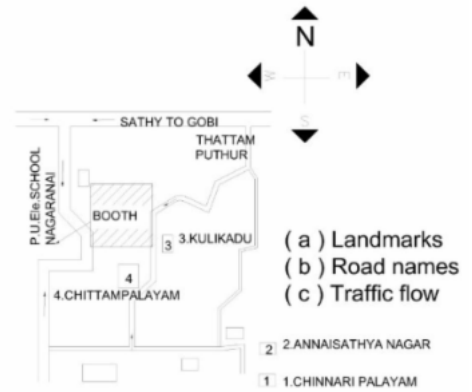 N
W
E
S
SATHY TO GOBI
THATTAM
PUTHUR
P.U.Ele.SCHOOL
NAGARANAI
BOOTH
3
3.KULIKADU
4
4.CHITTAMPALAYAM
( a ) Landmarks
( b ) Road names
( c ) Traffic flow
2 2.ANNAISATHYA NAGAR
1 1.CHINNARI PALAYAM